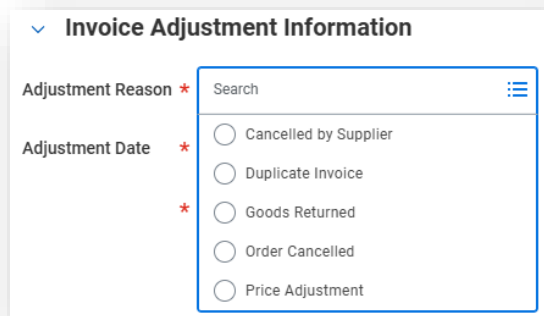 Invoice Adjustment Information
Adjustment Reason *
Search
Cancelled by Supplier
Adjustment Date *
Duplicate Invoice
*
Goods Returned
Order Cancelled
Price Adjustment